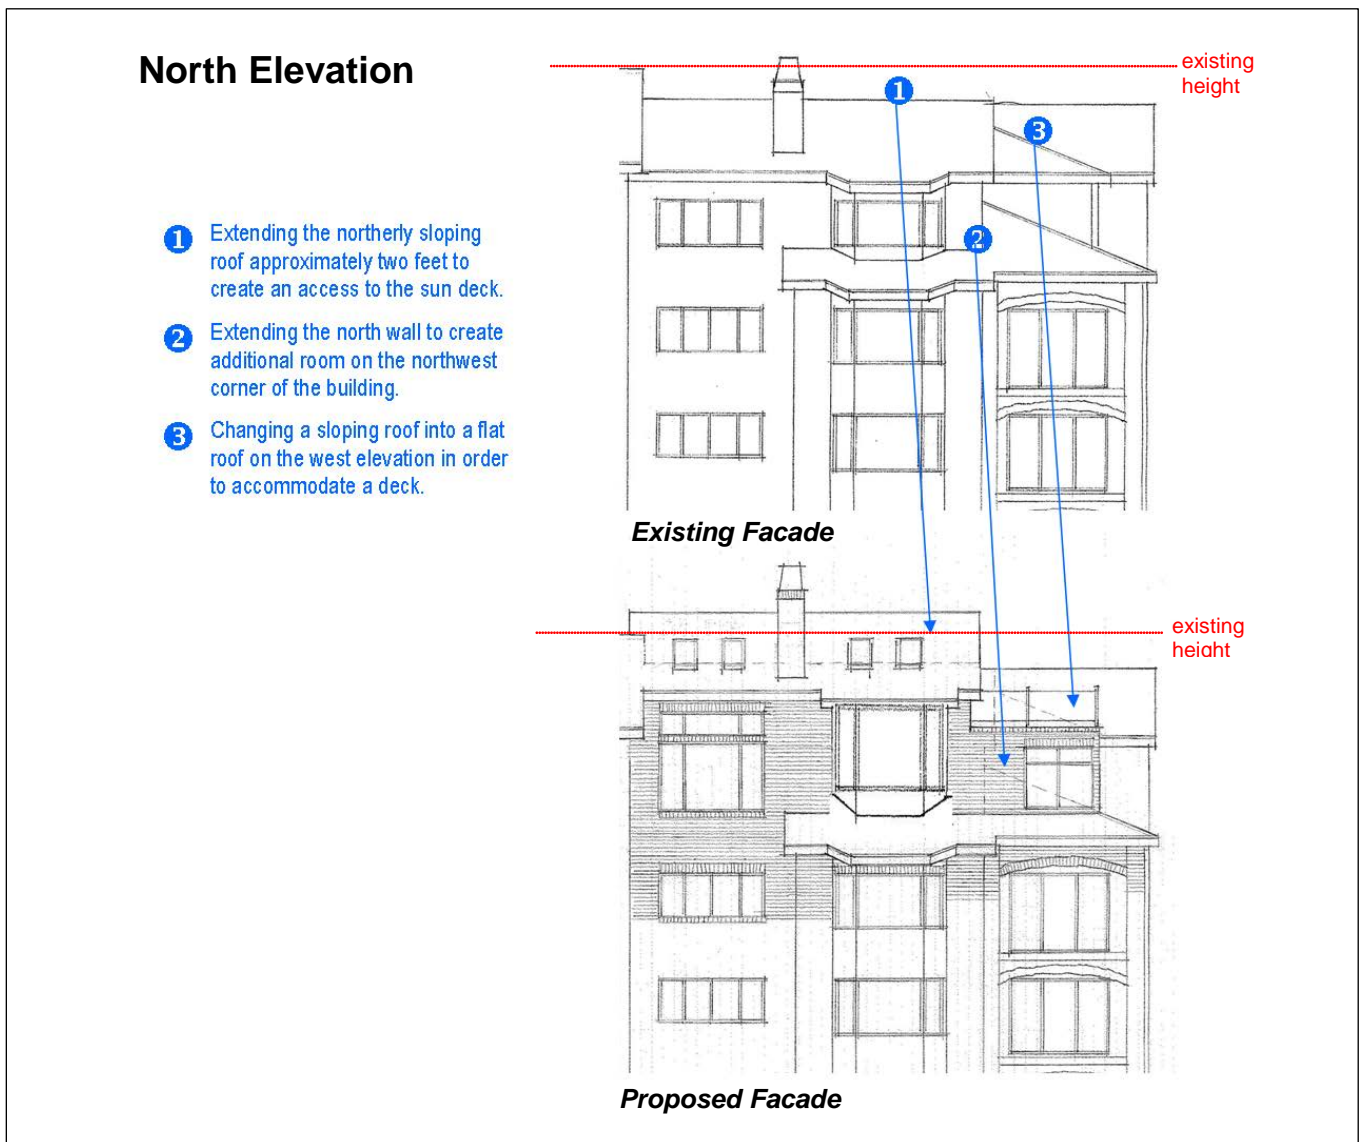 North Elevation
existing
height
1
3
2
1 Extending the northerly sloping
roof approximately two feet to
create an access to the sun deck.
2 Extending the north wall to create
additional room on the northwest
corner of the building.
3 Changing a sloping roof into a flat
roof on the west elevation in order
to accommodate a deck.
Existing Facade
existing
height
Proposed Facade